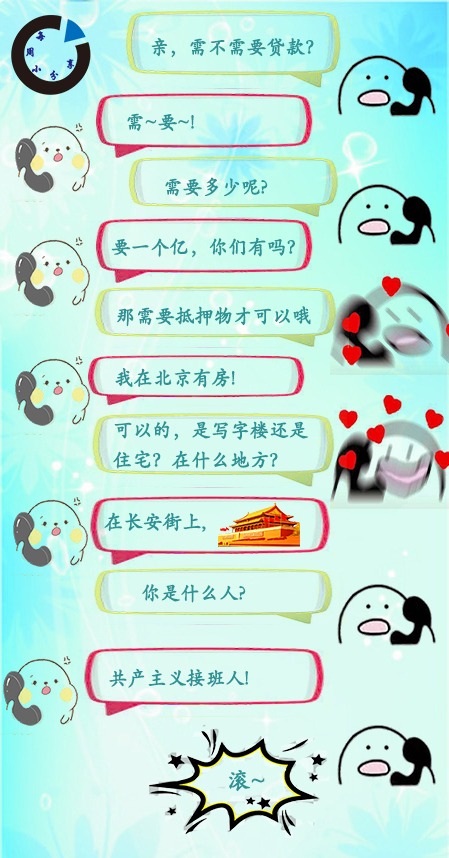 每周小分享
亲，需不需要贷款？
需~要~!
需要多少呢?
要一个亿，你们有吗？
那需要抵押物才可以哦
我在北京有房!
可以的，是写字楼还是
住宅？在什么地方？
在长安街上，
你是什么人?
共产主义接班人!
滚~